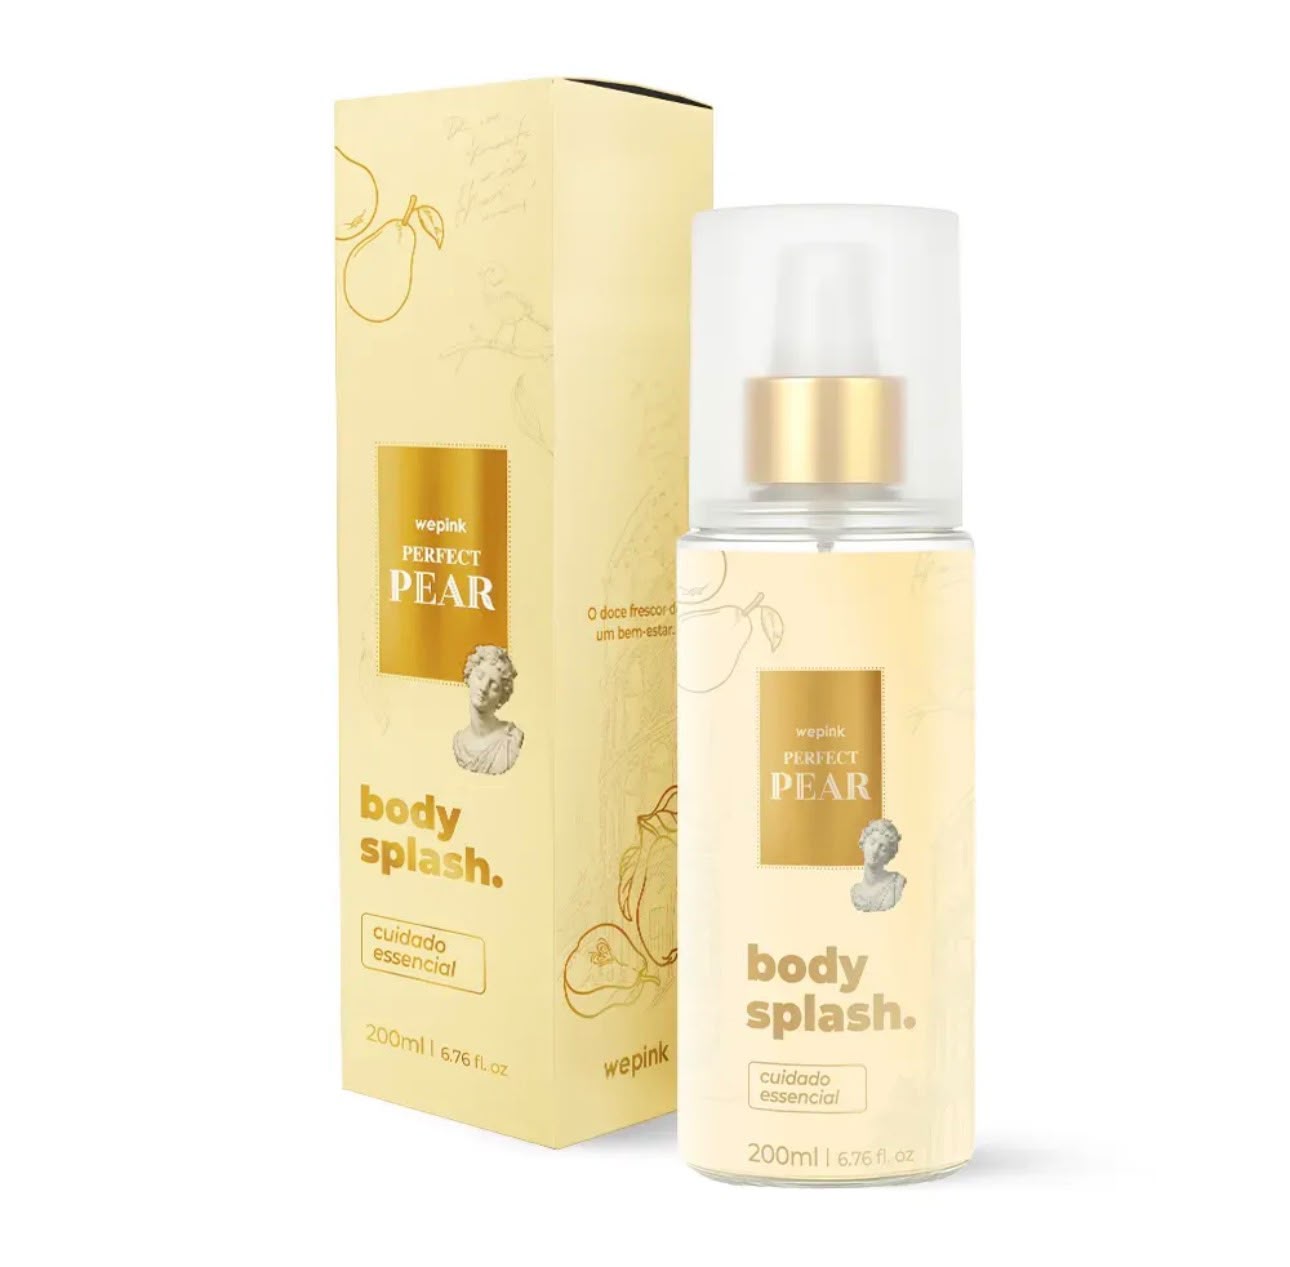 wepink
PERFECT
PEAR
body
splash.
cuidado
essencial
200ml | 6.76 fl. oz
O doce frescor
um bem-estar
wepink
wepink
PERFECT
PEAR
body
splash.
cuidado
essencial
200ml | 6.76 fl. oz